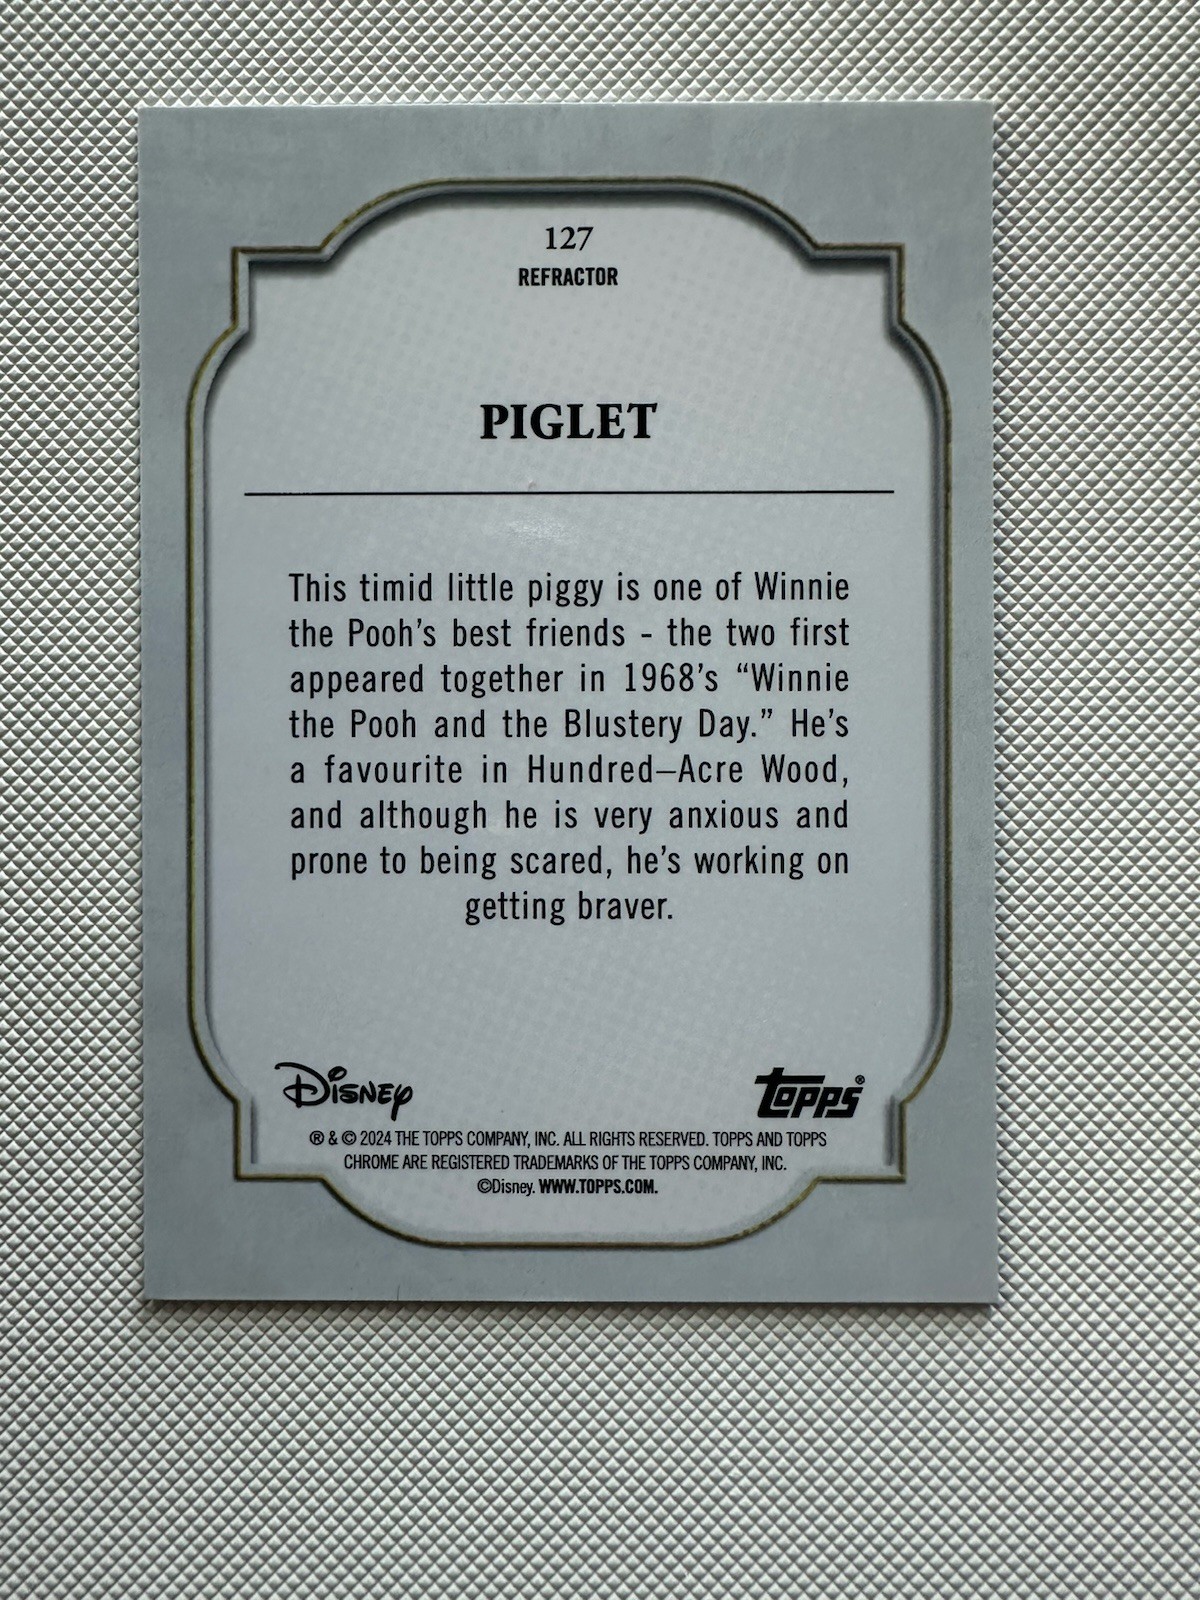 127
REFRACTOR
PIGLET
This timid little piggy is one of Winnie
the Pooh's best friends - the two first
appeared together in 1968's “Winnie
the Pooh and the Blustery Day.” He's
a favourite in Hundred–Acre Wood,
and although he is very anxious and
prone to being scared, he's working on
getting braver.
Disney
TOPPS®
® & © 2024 THE TOPPS COMPANY, INC. ALL RIGHTS RESERVED. TOPPS AND TOPPS
CHROME ARE REGISTERED TRADEMARKS OF THE TOPPS COMPANY, INC.
©Disney. WWW.TOPPS.COM.